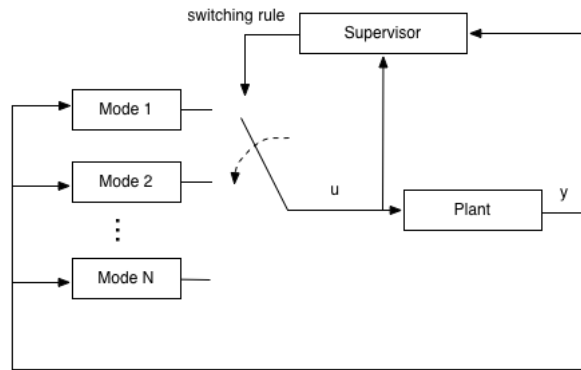 switching rule
Supervisor
Mode 1
Mode 2
⋮
Mode N
u
Plant
y